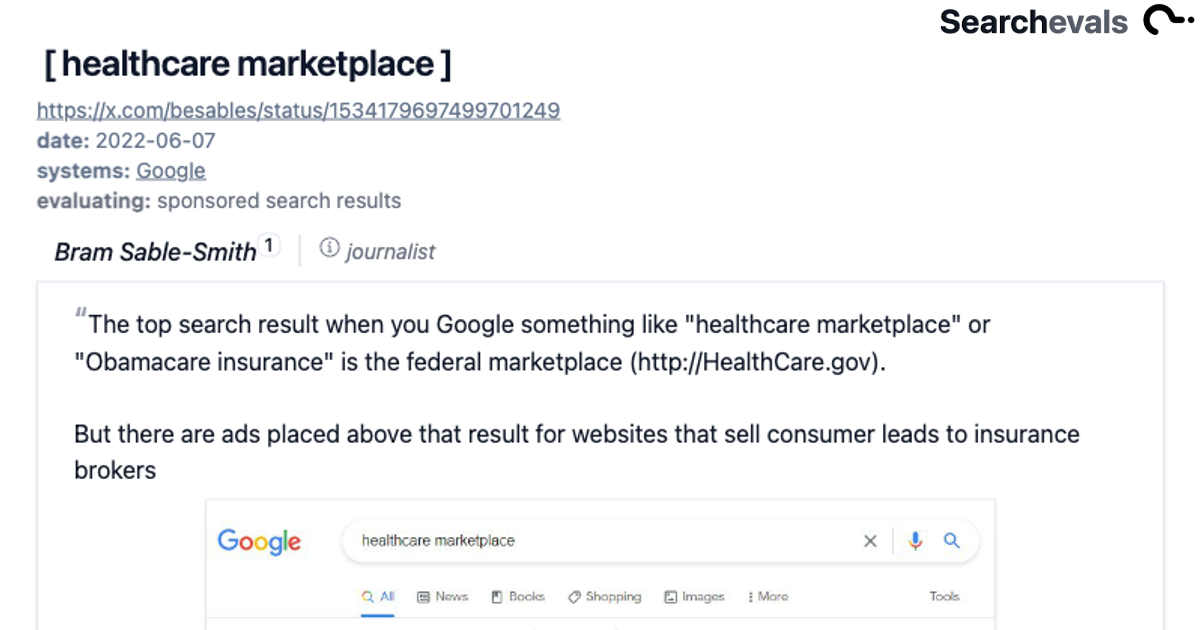 Searchevals
[ healthcare marketplace ]
https://x.com/besables/status/1534179697499701249
date: 2022-06-07
systems: Google
evaluating: sponsored search results
Bram Sable-Smith 1 journalist
"The top search result when you Google something like "healthcare marketplace" or
"Obamacare insurance" is the federal marketplace (http://HealthCare.gov).
But there are ads placed above that result for websites that sell consumer leads to insurance
brokers
Google healthcare marketplace
All News Books Shopping Images More Tools